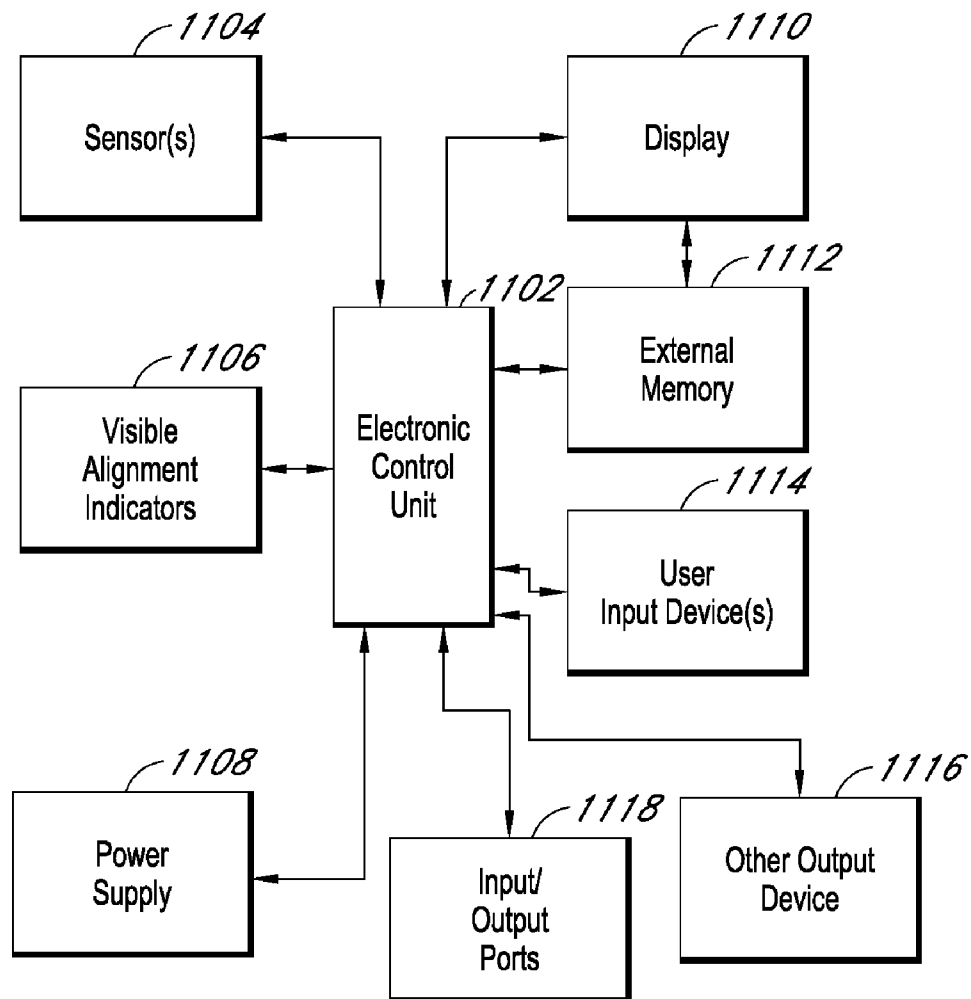 1104
Sensor(s)
1110
Display
1102
Electronic
Control
Unit
1112
External
Memory
1106
Visible
Alignment
Indicators
1114
User
Input Device(s)
1108
Power
Supply
1118
Input/
Output
Ports
1116
Other Output
Device